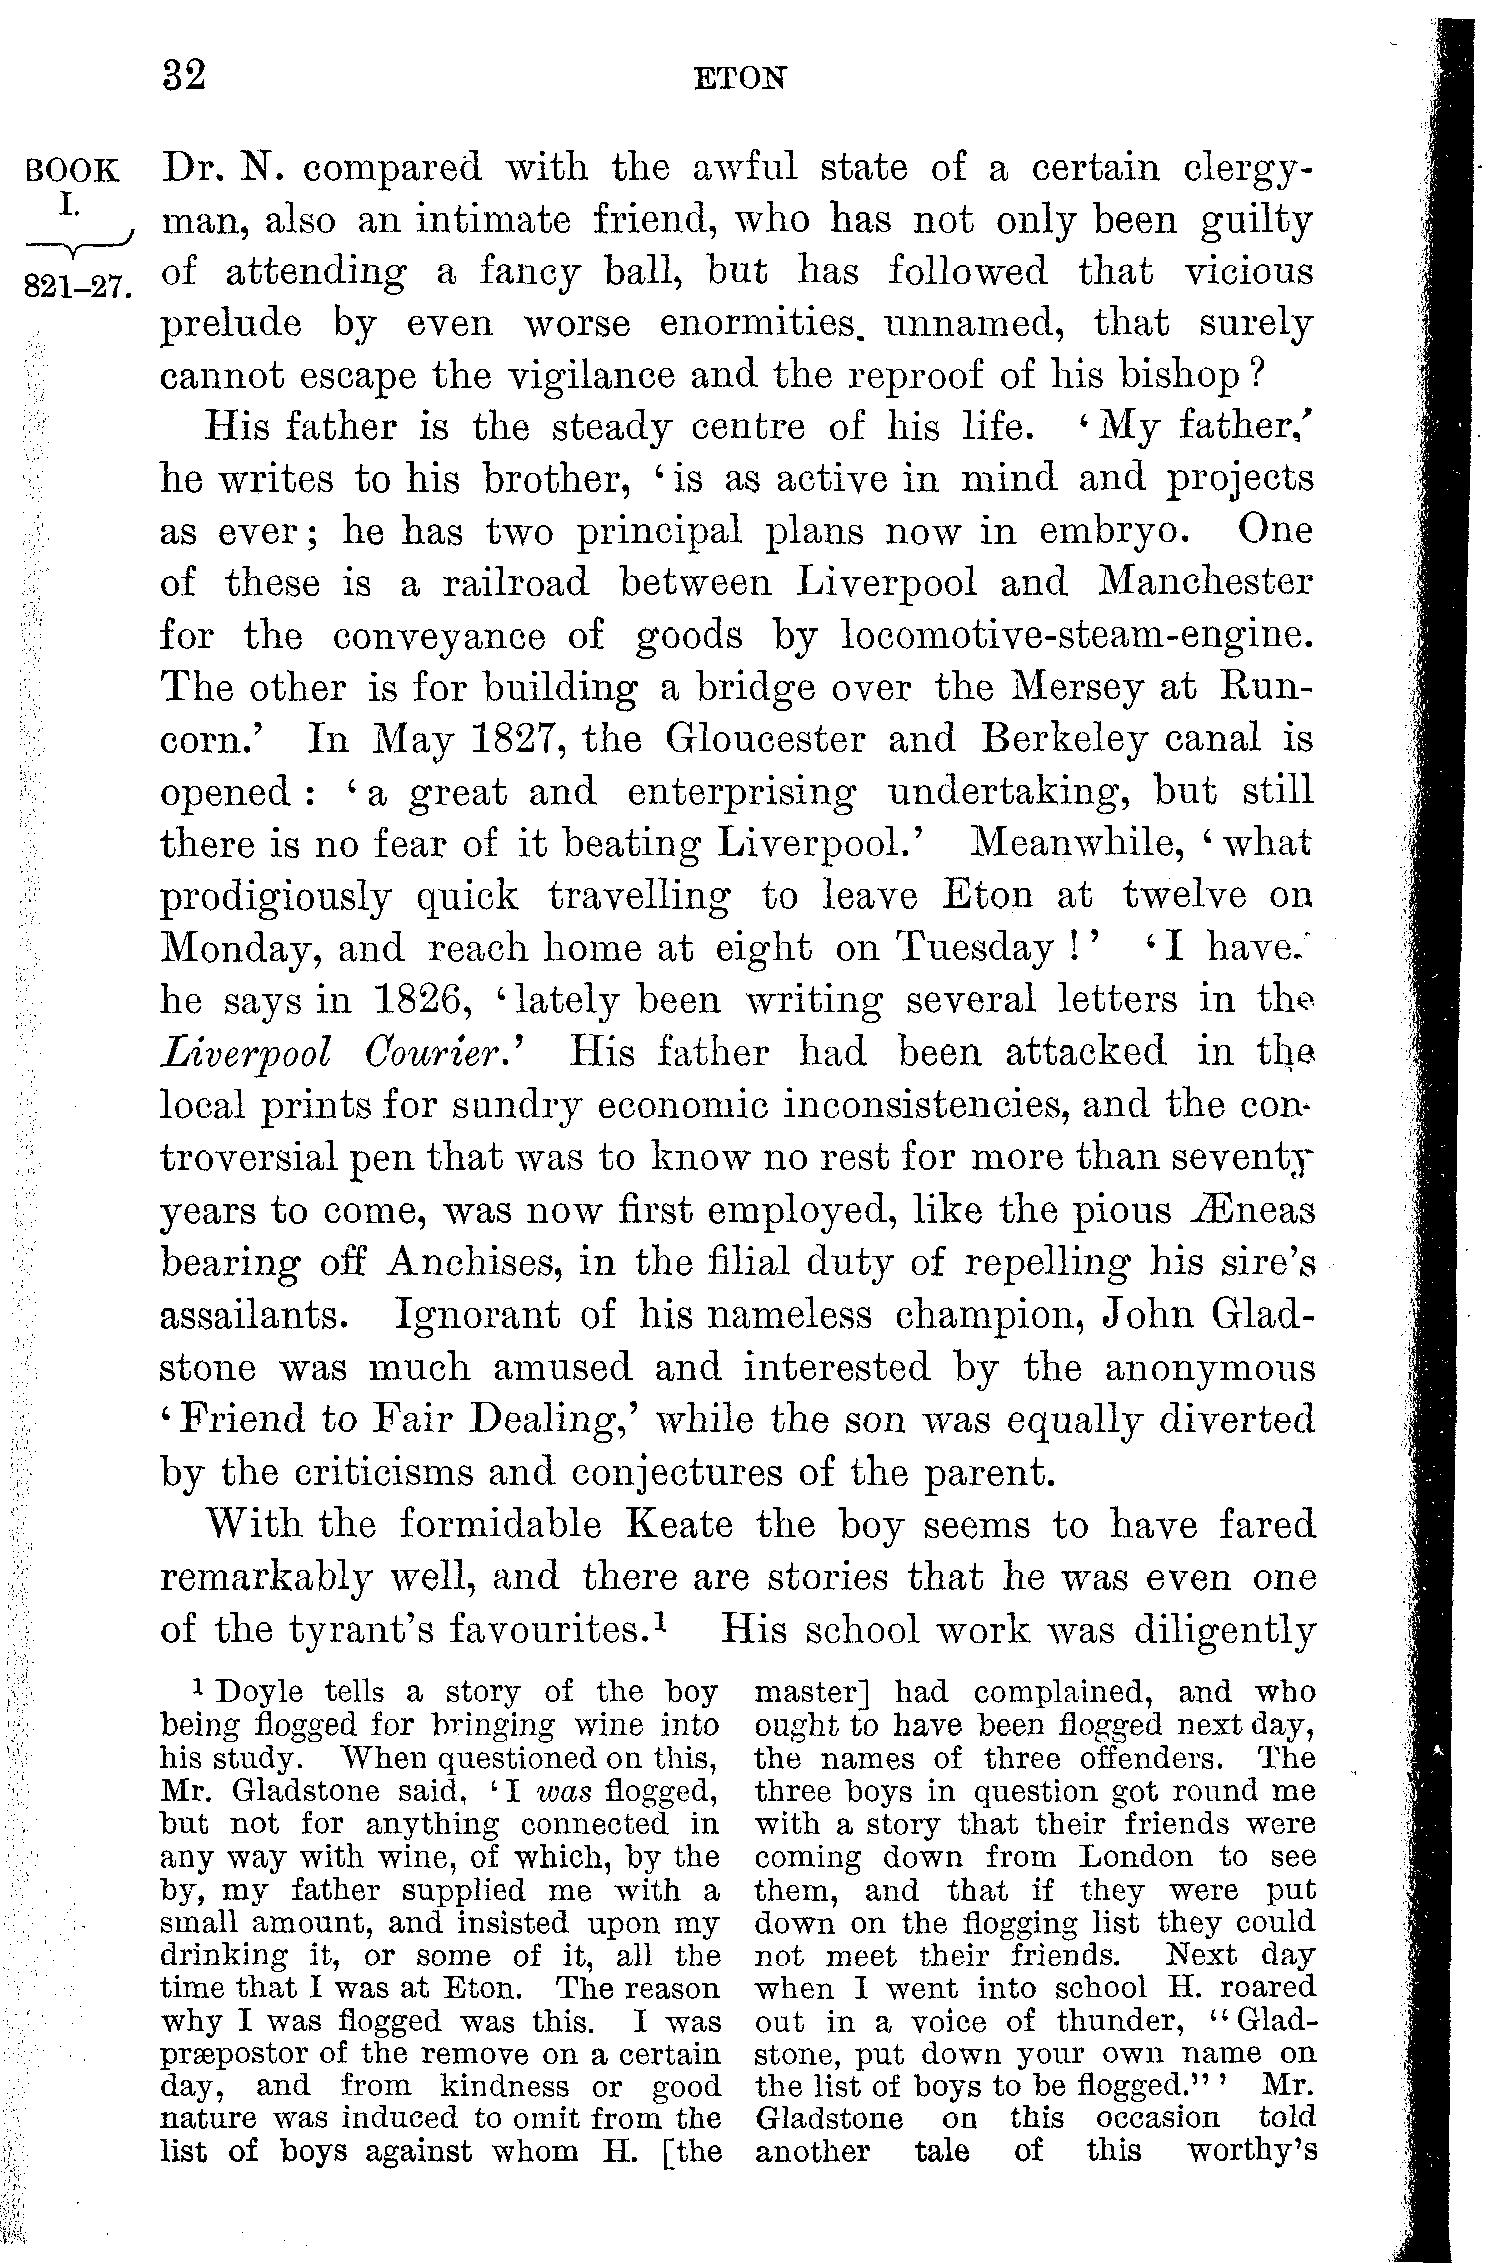 32
ETON
BOOK
I.
821–27.
Dr. N. compared with the awful state of a certain clergy-
man, also an intimate friend, who has not only been guilty
of attending a fancy ball, but has followed that vicious
prelude by even worse enormities. unnamed, that surely
cannot escape the vigilance and the reproof of his bishop?
His father is the steady centre of his life. ‘My father,’
he writes to his brother, ‘is as active in mind and projects
as ever; he has two principal plans now in embryo. One
of these is a railroad between Liverpool and Manchester
for the conveyance of goods by locomotive-steam-engine.
The other is for building a bridge over the Mersey at Run-
corn.’ In May 1827, the Gloucester and Berkeley canal is
opened: ‘a great and enterprising undertaking, but still
there is no fear of it beating Liverpool.’ Meanwhile, ‘what
prodigiously quick travelling to leave Eton at twelve on
Monday, and reach home at eight on Tuesday!’ ‘I have,’
he says in 1826, ‘lately been writing several letters in the
Liverpool Courier.’ His father had been attacked in the
local prints for sundry economic inconsistencies, and the con-
troversial pen that was to know no rest for more than seventy
years to come, was now first employed, like the pious Æneas
bearing off Anchises, in the filial duty of repelling his sire’s
assailants. Ignorant of his nameless champion, John Glad-
stone was much amused and interested by the anonymous
‘Friend to Fair Dealing,’ while the son was equally diverted
by the criticisms and conjectures of the parent.
With the formidable Keate the boy seems to have fared
remarkably well, and there are stories that he was even one
of the tyrant’s favourites.¹ His school work was diligently
¹ Doyle tells a story of the boy
being flogged for bringing wine into
his study. When questioned on this,
Mr. Gladstone said, ‘I was flogged,
but not for anything connected in
any way with wine, of which, by the
by, my father supplied me with a
small amount, and insisted upon my
drinking it, or some of it, all the
time that I was at Eton. The reason
why I was flogged was this. I was
præpostor of the remove on a certain
day, and from kindness or good
nature was induced to omit from the
list of boys against whom H. [the
master] had complained, and who
ought to have been flogged next day,
the names of three offenders. The
three boys in question got round me
with a story that their friends were
coming down from London to see
them, and that if they were put
down on the flogging list they could
not meet their friends. Next day
when I went into school H. roared
out in a voice of thunder, “Glad-
stone, put down your own name on
the list of boys to be flogged.”’ Mr.
Gladstone on this occasion told
another tale of this worthy’s